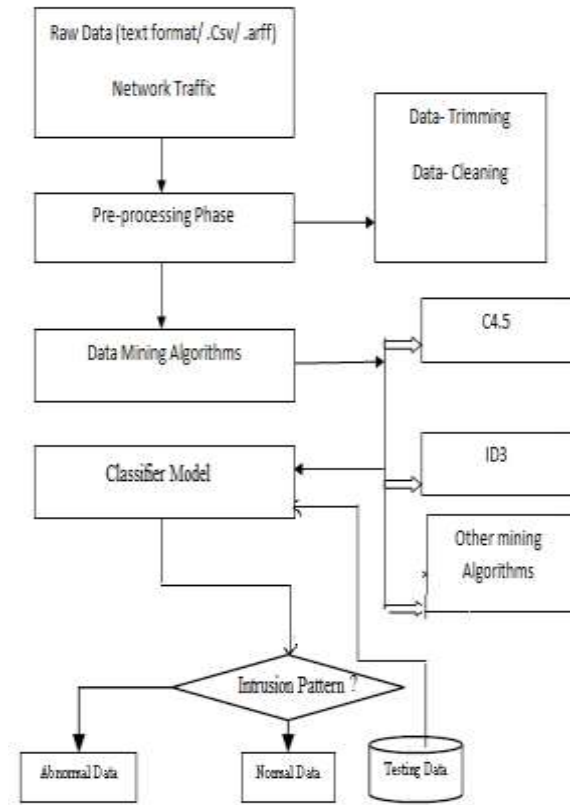 Raw Data (text format/ .Csv/ .arff)
Network Traffic
Data- Trimming
Data- Cleaning
Pre-processing Phase
C4.5
Data Mining Algorithms
ID3
Classifier Model
Other mining
Algorithms
Intrusion Pattern ?
Abnormal Data
Normal Data
Testing Data